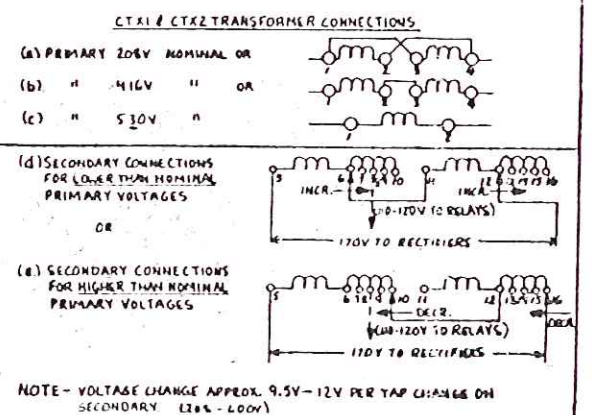 CTX1 & CTX2 TRANSFORMER CONNECTIONS
(a) PRIMARY 208V NOMINAL OR
1 2 3 4
(b) " 416V " OR
1 2 3 4
(c) " 530V "
1 2
(d) SECONDARY CONNECTIONS
FOR LOWER THAN NOMINAL
PRIMARY VOLTAGES
OR
5 6 7 8 9 10 11 12 13 14 15 16
INCR. INCR.
(110-120V TO RELAYS)
170V TO RECTIFIERS
(e) SECONDARY CONNECTIONS
FOR HIGHER THAN NOMINAL
PRIMARY VOLTAGES
5 6 7 8 9 10 11 12 13 14 15 16
DECR. DECR.
(110-120V TO RELAYS)
170V TO RECTIFIERS
NOTE - VOLTAGE CHANGE APPROX. 9.5V-12V PER TAP CHANGE ON
SECONDARY (208 - 600V)